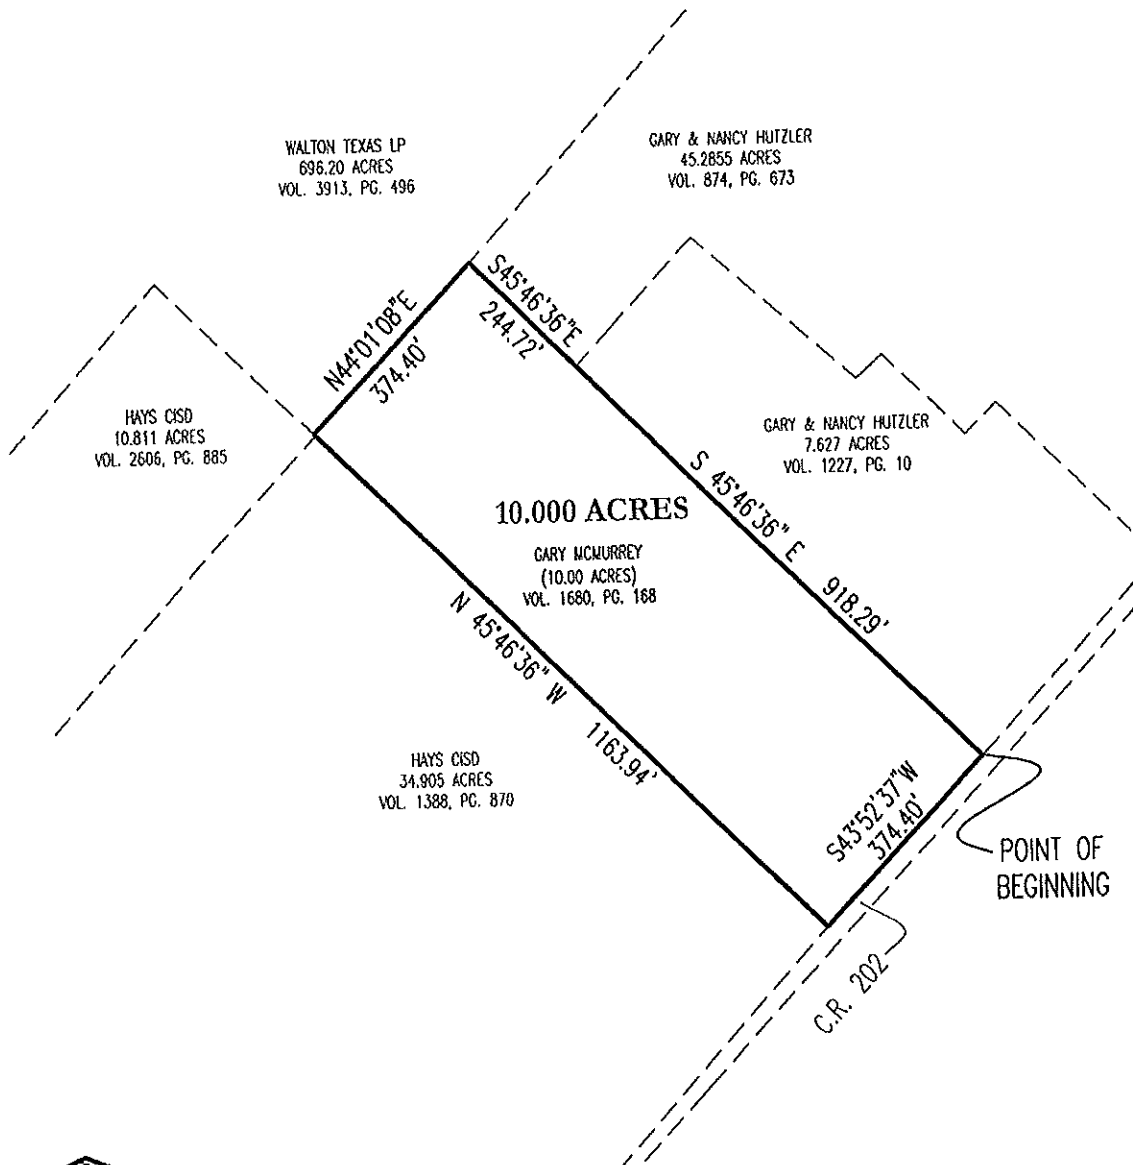 WALTON TEXAS LP
696.20 ACRES
VOL. 3913, PG. 496
GARY & NANCY HUTZLER
45.2855 ACRES
VOL. 874, PG. 673
N44°01'08"E
374.40'
S45°46'36"E
244.72'
HAYS CISD
10.811 ACRES
VOL. 2606, PG. 885
GARY & NANCY HUTZLER
7.627 ACRES
VOL. 1227, PG. 10
10.000 ACRES
GARY MCMURREY
(10.00 ACRES)
VOL. 1680, PG. 168
S 45°46'36" E 918.29'
N 45°46'36" W 1163.94'
HAYS CISD
34.905 ACRES
VOL. 1388, PG. 870
S43°52'37"W
374.40'
POINT OF
BEGINNING
C.R. 202